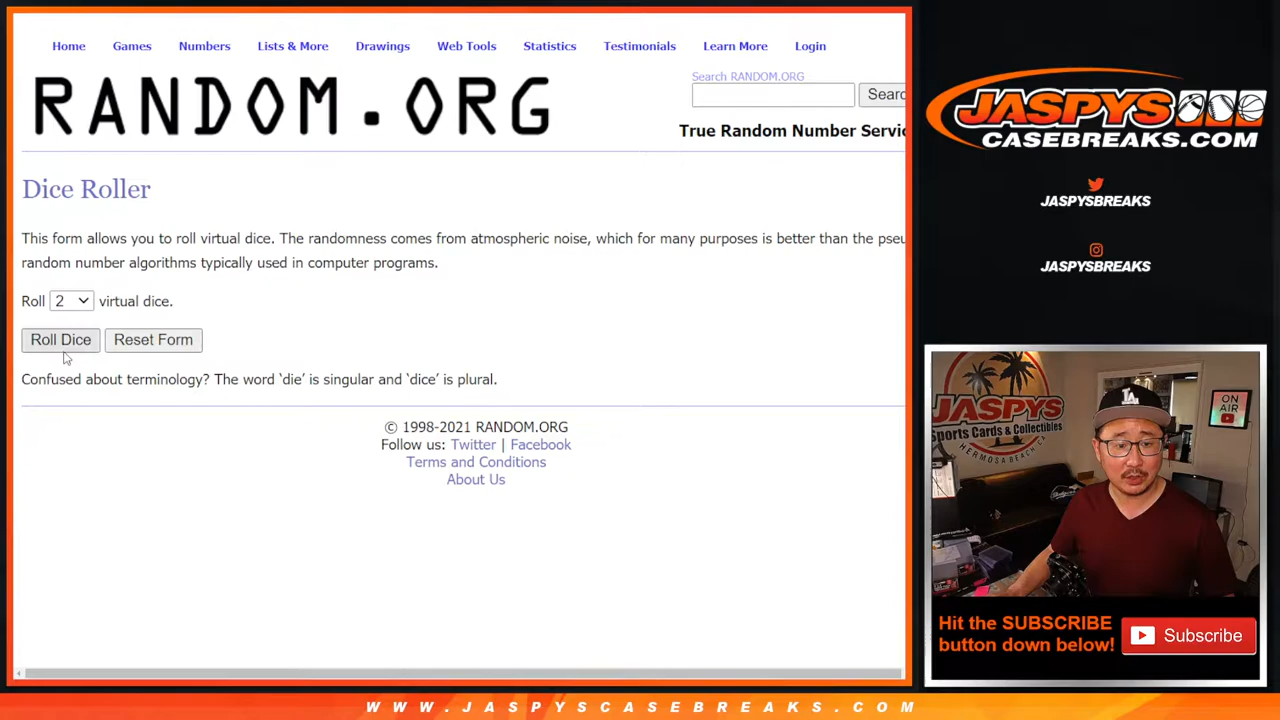 Home Games Numbers Lists & More Drawings Web Tools Statistics Testimonials Learn More Login
RANDOM.ORG
Search RANDOM.ORG
Searc
True Random Number Servic
Dice Roller
This form allows you to roll virtual dice. The randomness comes from atmospheric noise, which for many purposes is better than the pseu
random number algorithms typically used in computer programs.
Roll 2 virtual dice.
Roll Dice Reset Form
Confused about terminology? The word ‘die’ is singular and ‘dice’ is plural.
© 1998-2021 RANDOM.ORG
Follow us: Twitter | Facebook
Terms and Conditions
About Us
JASPYS
CASEBREAKS.COM
JASPYSBREAKS
JASPYSBREAKS
JASPYS
Sports Cards & Collectibles
HERMOSA BEACH, CA
LA
ON
AIR
Hit the SUBSCRIBE
button down below!
Subscribe
WWW.JASPYSCASEBREAKS.COM